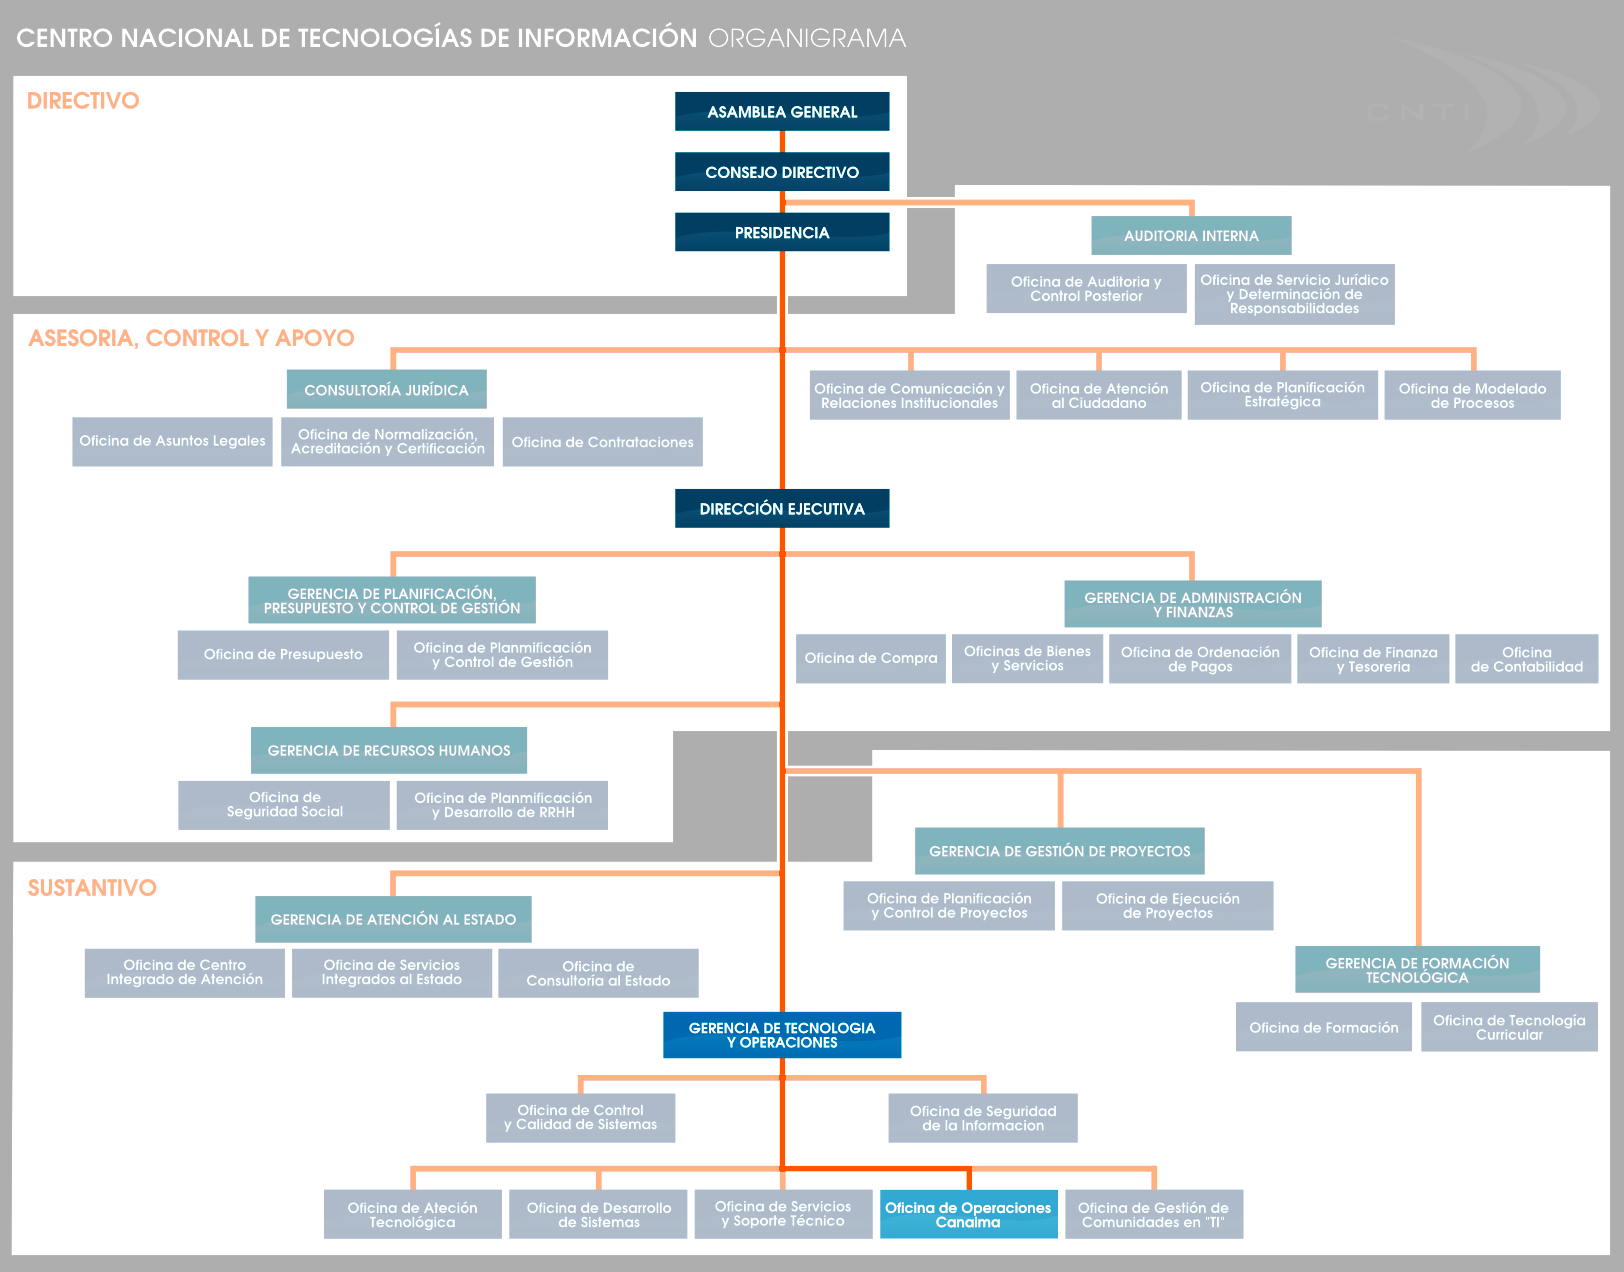 CENTRO NACIONAL DE TECNOLOGÍAS DE INFORMACIÓN ORGANIGRAMA
CNTI
DIRECTIVO
ASAMBLEA GENERAL
CONSEJO DIRECTIVO
PRESIDENCIA
AUDITORIA INTERNA
Oficina de Auditoria y
Control Posterior
Oficina de Servicio Jurídico
y Determinación de
Responsabilidades
ASESORIA, CONTROL Y APOYO
CONSULTORÍA JURÍDICA
Oficina de Asuntos Legales
Oficina de Normalización,
Acreditación y Certificación
Oficina de Contrataciones
Oficina de Comunicación y
Relaciones Institucionales
Oficina de Atención
al Ciudadano
Oficina de Planificación
Estratégica
Oficina de Modelado
de Procesos
DIRECCIÓN EJECUTIVA
GERENCIA DE PLANIFICACIÓN,
PRESUPUESTO Y CONTROL DE GESTIÓN
Oficina de Presupuesto
Oficina de Planmificación
y Control de Gestión
GERENCIA DE ADMINISTRACIÓN
Y FINANZAS
Oficina de Compra
Oficinas de Bienes
y Servicios
Oficina de Ordenación
de Pagos
Oficina de Finanza
y Tesoreria
Oficina
de Contabilidad
GERENCIA DE RECURSOS HUMANOS
Oficina de
Seguridad Social
Oficina de Planmificación
y Desarrollo de RRHH
GERENCIA DE GESTIÓN DE PROYECTOS
Oficina de Planificación
y Control de Proyectos
Oficina de Ejecución
de Proyectos
SUSTANTIVO
GERENCIA DE ATENCIÓN AL ESTADO
Oficina de Centro
Integrado de Atención
Oficina de Servicios
Integrados al Estado
Oficina de
Consultoria al Estado
GERENCIA DE FORMACIÓN
TECNOLÓGICA
Oficina de Formación
Oficina de Tecnología
Curricular
GERENCIA DE TECNOLOGIA
Y OPERACIONES
Oficina de Control
y Calidad de Sistemas
Oficina de Seguridad
de la Informacion
Oficina de Ateción
Tecnológica
Oficina de Desarrollo
de Sistemas
Oficina de Servicios
y Soporte Técnico
Oficina de Operaciones
Canaima
Oficina de Gestión de
Comunidades en "TI"